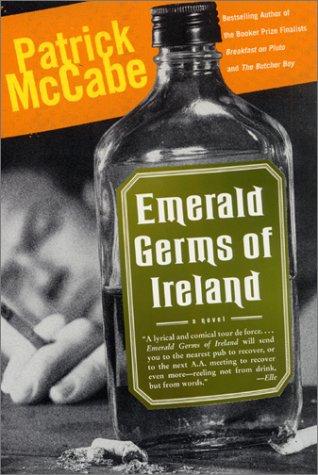 Patrick
McCabe
Bestselling Author of
the Booker Prize Finalists
Breakfast on Pluto
and The Butcher Boy
Emerald
Germs of
Ireland
a novel
"A lyrical and comical tour de force. . . .
Emerald Germs of Ireland will send
you to the nearest pub to recover, or
to the next A.A. meeting to recover
even more—reeling not from drink,
but from words."
—Elle